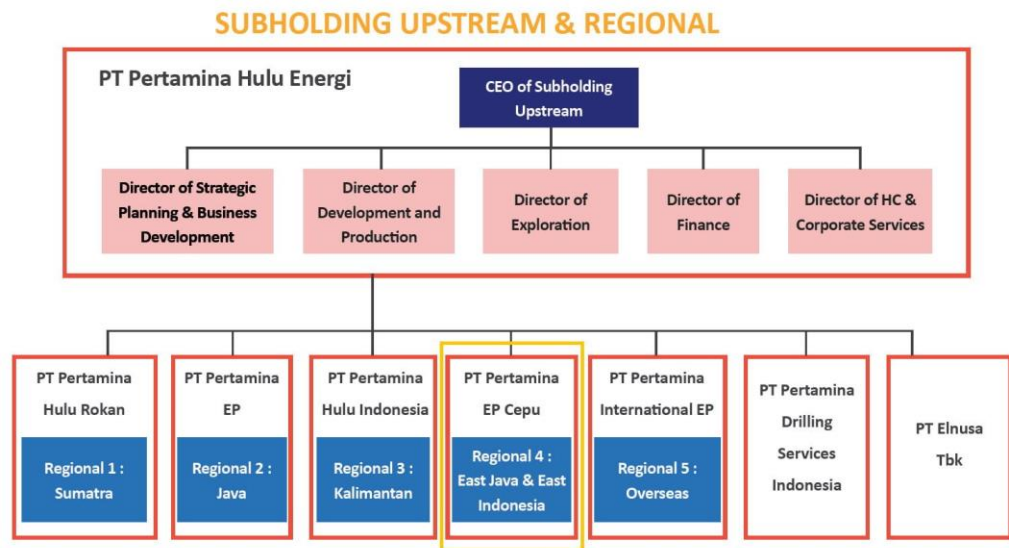 SUBHOLDING UPSTREAM & REGIONAL
PT Pertamina Hulu Energi
CEO of Subholding
Upstream
Director of Strategic
Planning & Business
Development
Director of
Development and
Production
Director of
Exploration
Director of
Finance
Director of HC &
Corporate Services
PT Pertamina
Hulu Rokan
Regional 1 :
Sumatra
PT Pertamina
EP
Regional 2 :
Java
PT Pertamina
Hulu Indonesia
Regional 3 :
Kalimantan
PT Pertamina
EP Cepu
Regional 4 :
East Java & East
Indonesia
PT Pertamina
International EP
Regional 5 :
Overseas
PT Pertamina
Drilling
Services
Indonesia
PT Elnusa
Tbk